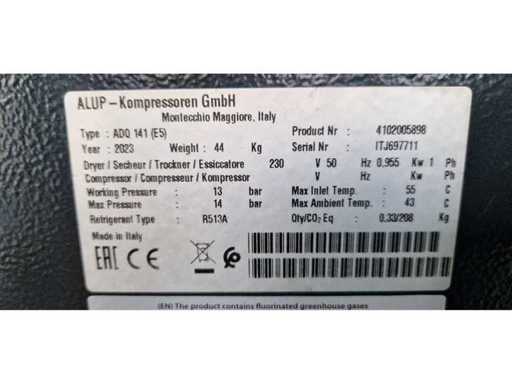 ALUP – Kompressoren GmbH
Montecchio Maggiore, Italy
Type : ADQ 141 (E5) Product Nr : 4102005898
Year : 2023 Weight : 44 Kg Serial Nr : ITJ697711
Dryer / Secheur / Trockner / Essiccatore 230 V 50 Hz 0,955 Kw 1 Ph
Compressor / Compresseur / Kompressor V Hz Kw Ph
Working Pressure : 13 bar Max Inlet Temp. : 55 C
Max Pressure : 14 bar Max Ambient Temp. : 43 C
Refrigerant Type : R513A Qty/CO2 Eq : 0.33/208 Kg
Made in Italy
EAC CE
(EN) The product contains fluorinated greenhouse gases